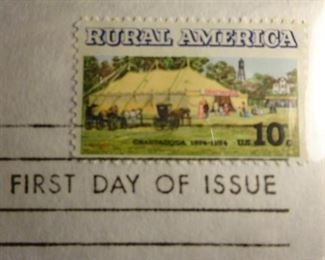 RURAL AMERICA
CHAUTAUQUA 1874-1974 U.S. 10c
FIRST DAY OF ISSUE